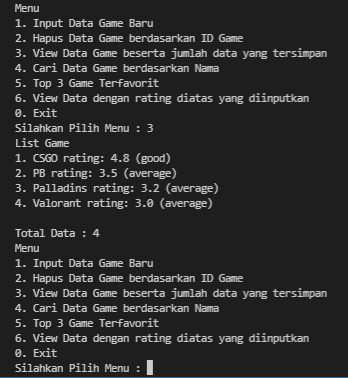 Menu
1. Input Data Game Baru
2. Hapus Data Game berdasarkan ID Game
3. View Data Game beserta jumlah data yang tersimpan
4. Cari Data Game berdasarkan Nama
5. Top 3 Game Terfavorit
6. View Data dengan rating diatas yang diinputkan
0. Exit
Silahkan Pilih Menu : 3
List Game
1. CSGO rating: 4.8 (good)
2. PB rating: 3.5 (average)
3. Palladins rating: 3.2 (average)
4. Valorant rating: 3.0 (average)
Total Data : 4
Menu
1. Input Data Game Baru
2. Hapus Data Game berdasarkan ID Game
3. View Data Game beserta jumlah data yang tersimpan
4. Cari Data Game berdasarkan Nama
5. Top 3 Game Terfavorit
6. View Data dengan rating diatas yang diinputkan
0. Exit
Silahkan Pilih Menu :